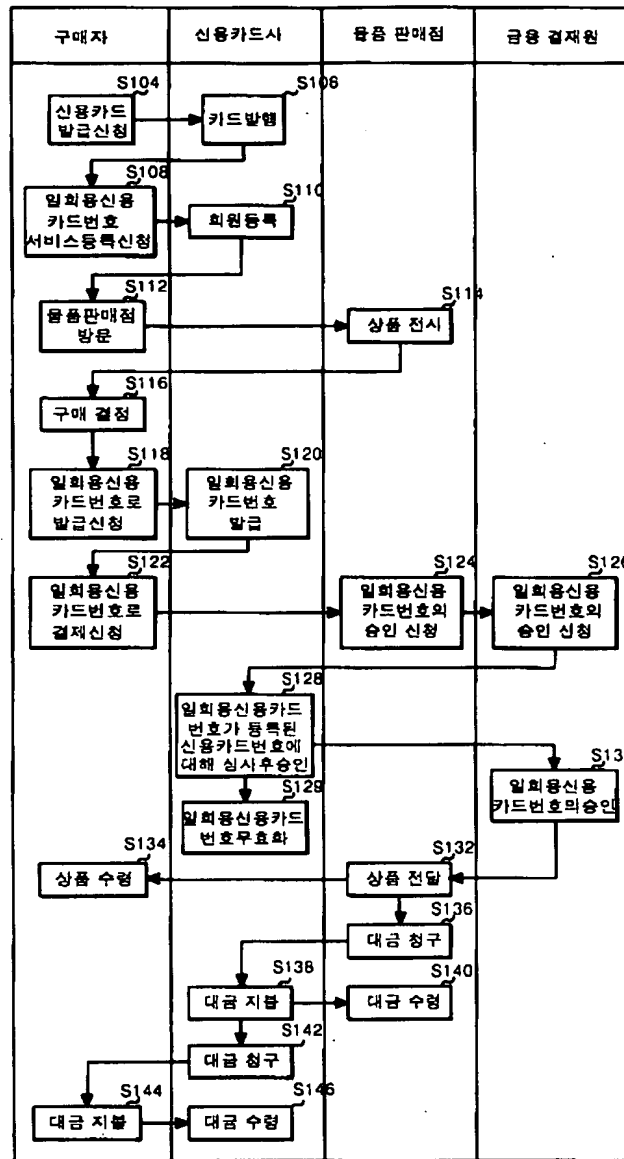 구매자
신용카드사
물품 판매점
금융 결재원
S104
신용카드
발급신청
S106
카드발행
S108
일회용신용
카드번호
서비스등록신청
S110
회원등록
S112
물품판매점
방문
S114
상품 전시
S116
구매 결정
S118
일회용신용
카드번호로
발급신청
S120
일회용신용
카드번호
발급
S122
일회용신용
카드번호로
결제신청
S124
일회용신용
카드번호의
승인 신청
S126
일회용신용
카드번호의
승인 신청
S128
일회용신용카드
번호가 등록된
신용카드번호에
대해 심사후승인
S13
일회용신용
카드번호의승인
S129
일회용신용카드
번호무효화
S134
상품 수령
S132
상품 전달
S136
대금 청구
S138
대금 지불
S140
대금 수령
S142
대금 청구
S144
대금 지불
S146
대금 수령